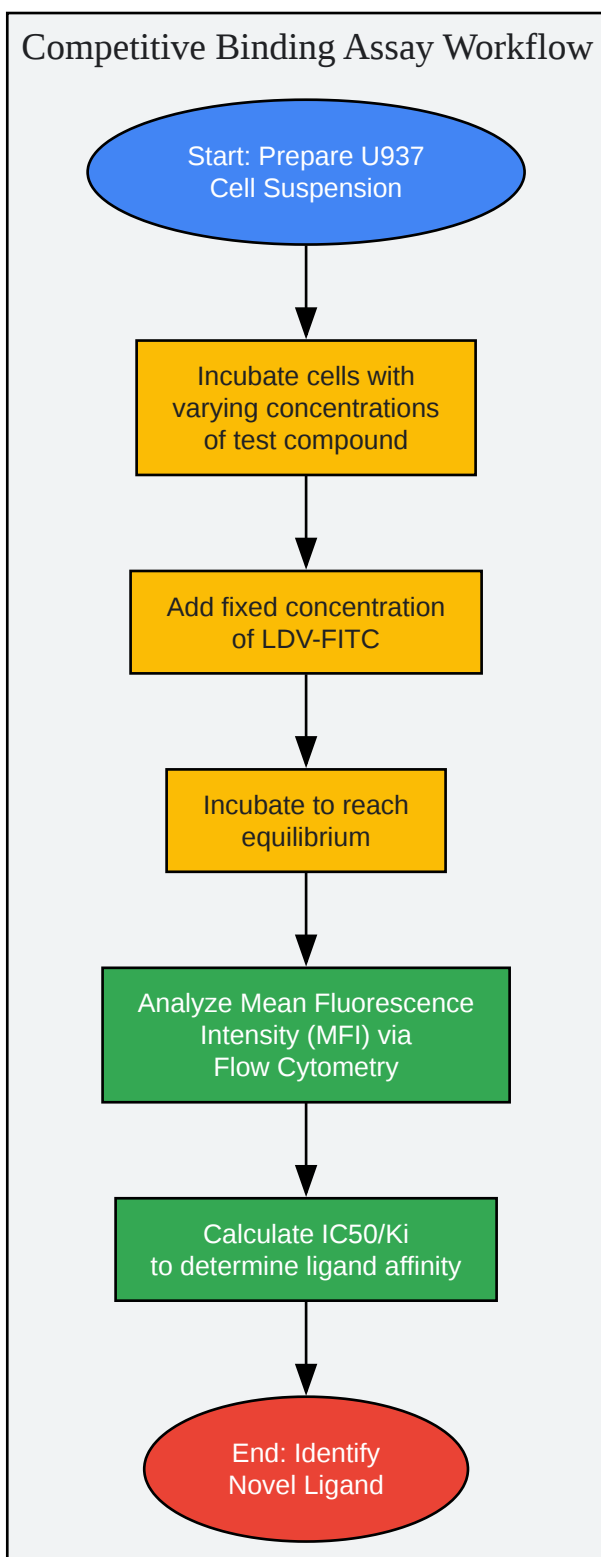 Competitive Binding Assay Workflow
Start: Prepare U937
Cell Suspension
Incubate cells with
varying concentrations
of test compound
Add fixed concentration
of LDV-FITC
Incubate to reach
equilibrium
Analyze Mean Fluorescence
Intensity (MFI) via
Flow Cytometry
Calculate IC50/Ki
to determine ligand affinity
End: Identify
Novel Ligand